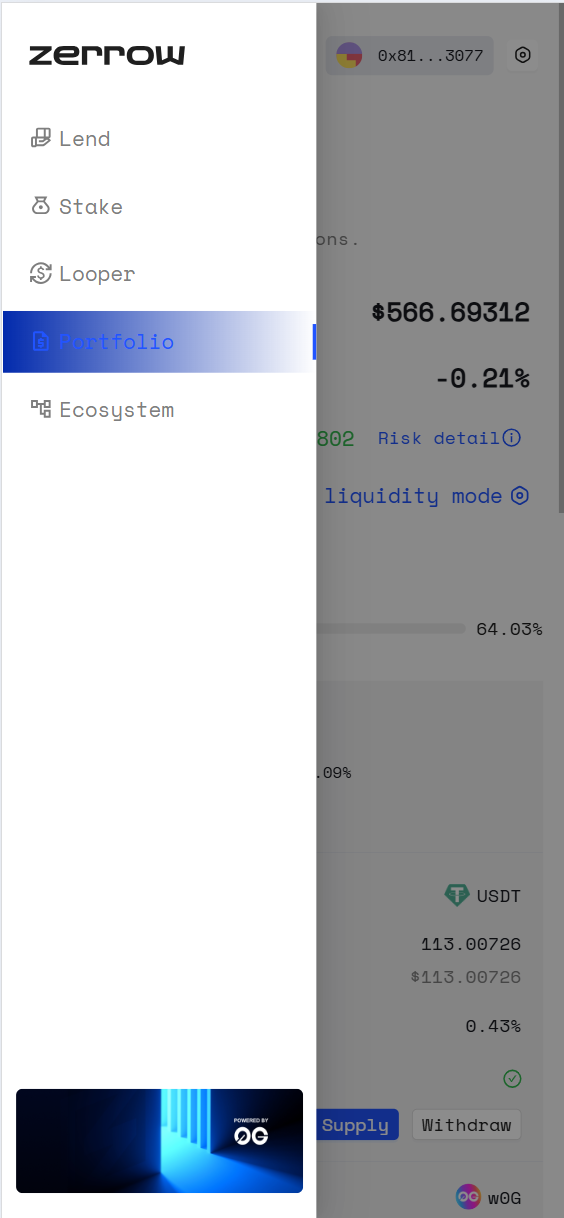 zerrow
0x81...3077
Lend
Stake
ons.
Looper
$566.69312
Portfolio
-0.21%
Ecosystem
802 Risk detail
liquidity mode
64.03%
.09%
USDT
113.00726
$113.00726
0.43%
POWERED BY
0G
Supply Withdraw
0G w0G